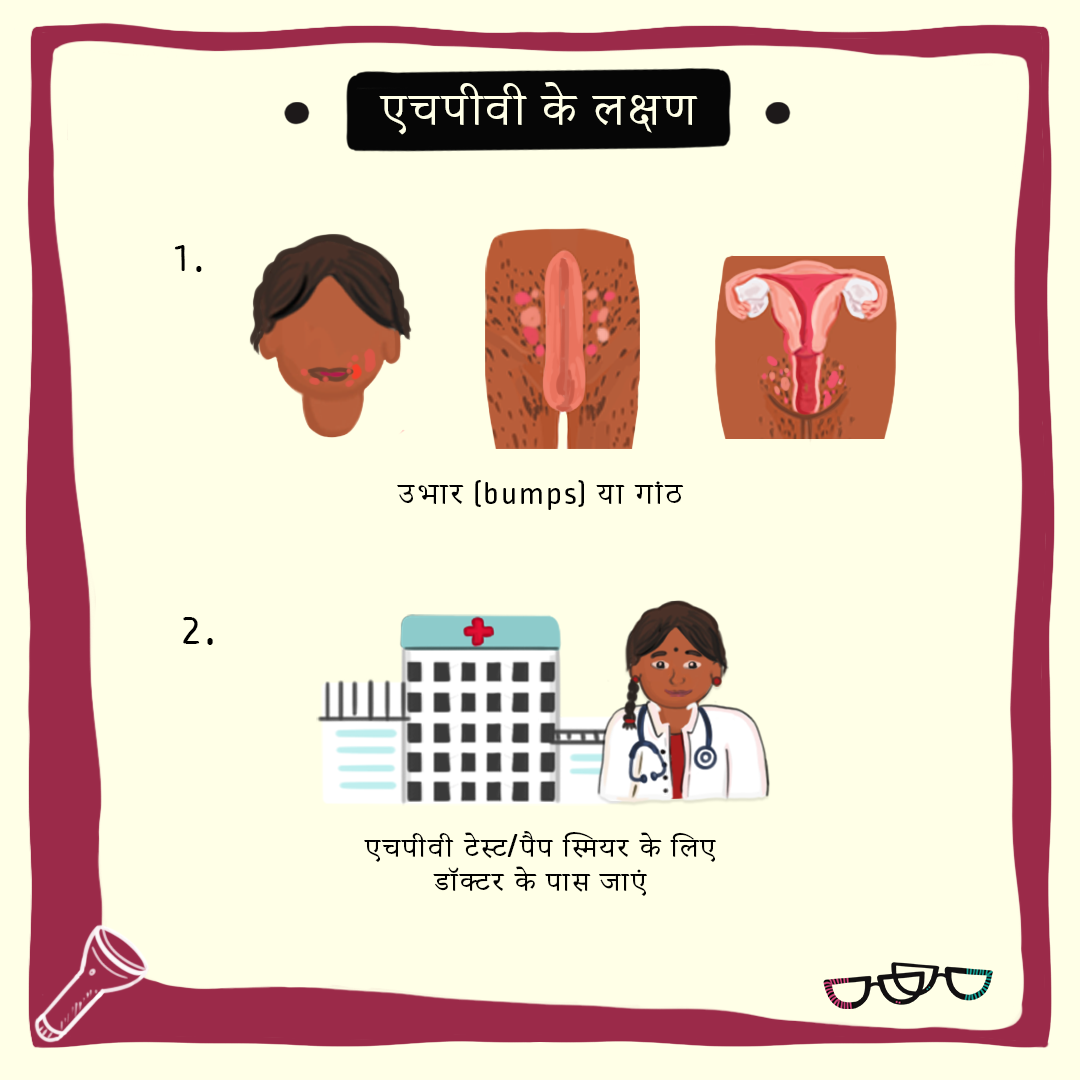 एचपीवी के लक्षण
1.
उभार (bumps) या गांठ
2.
एचपीवी टेस्ट/पैप स्मियर के लिए
डॉक्टर के पास जाएं